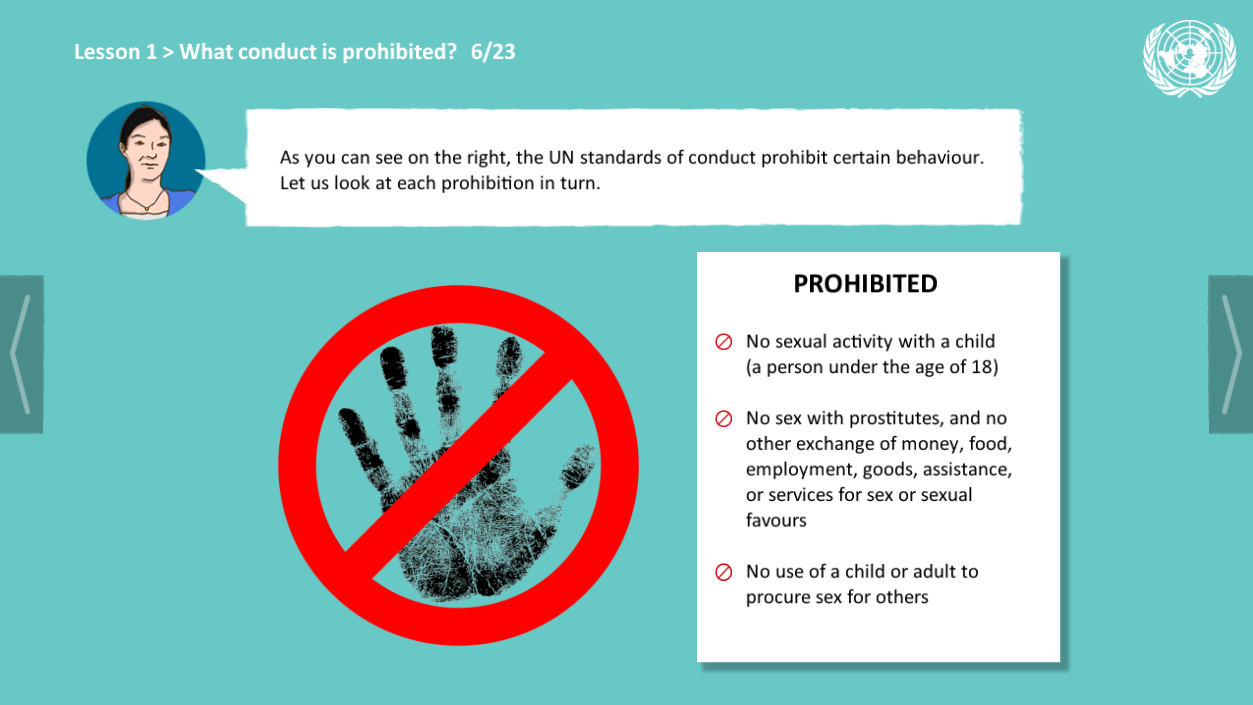 Lesson 1 > What conduct is prohibited? 6/23
As you can see on the right, the UN standards of conduct prohibit certain behaviour.
Let us look at each prohibition in turn.
PROHIBITED
No sexual activity with a child
(a person under the age of 18)
No sex with prostitutes, and no
other exchange of money, food,
employment, goods, assistance,
or services for sex or sexual
favours
No use of a child or adult to
procure sex for others